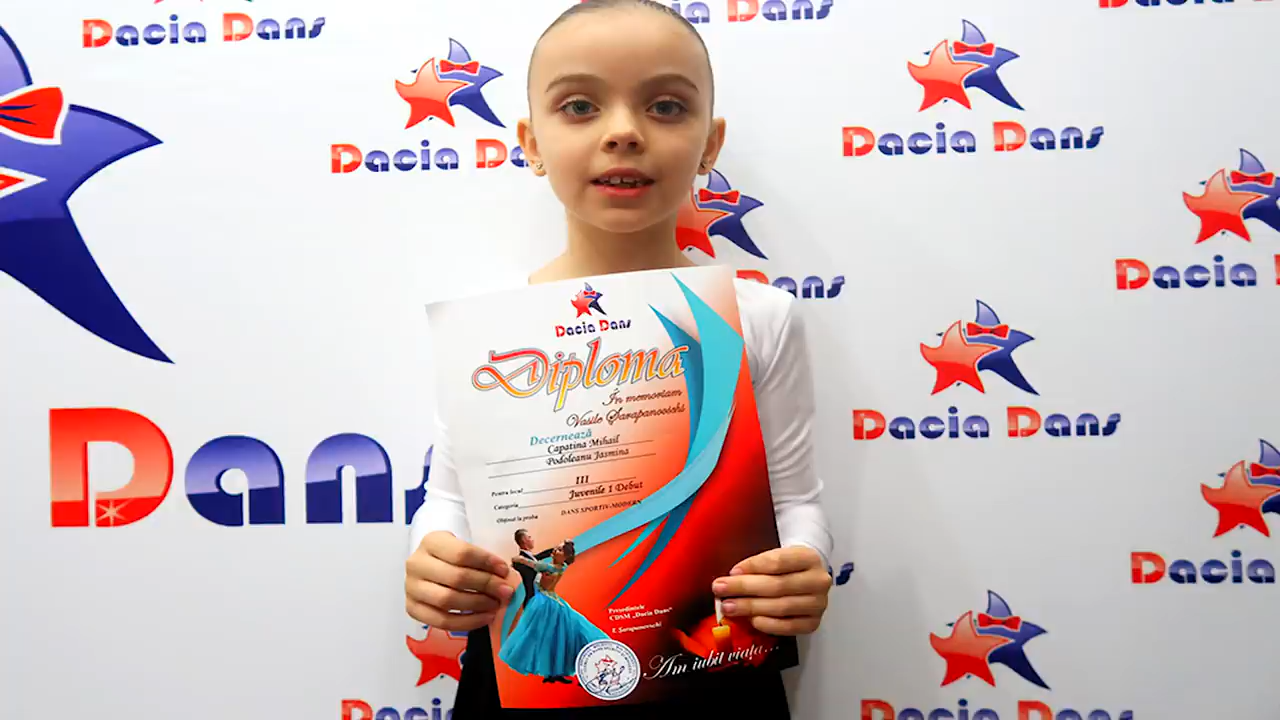 Dacia Dans
Dacia Dans
Dacia Dans
Dacia Dans
Dacia
Dans
Dacia Dans
Dacia
Dans
Dacia Dans
Diploma
În memoriam
Vasile Sarapanovschi
Decernează
Capatina Mihail
Podoleanu Jasmina
Pentru locul III
Categoria Juvenile 1 Debut
Obținut la proba DANS SPORTIV-MODERN
Președintele
CDSM „Dacia Dans"
Am iubit viața...